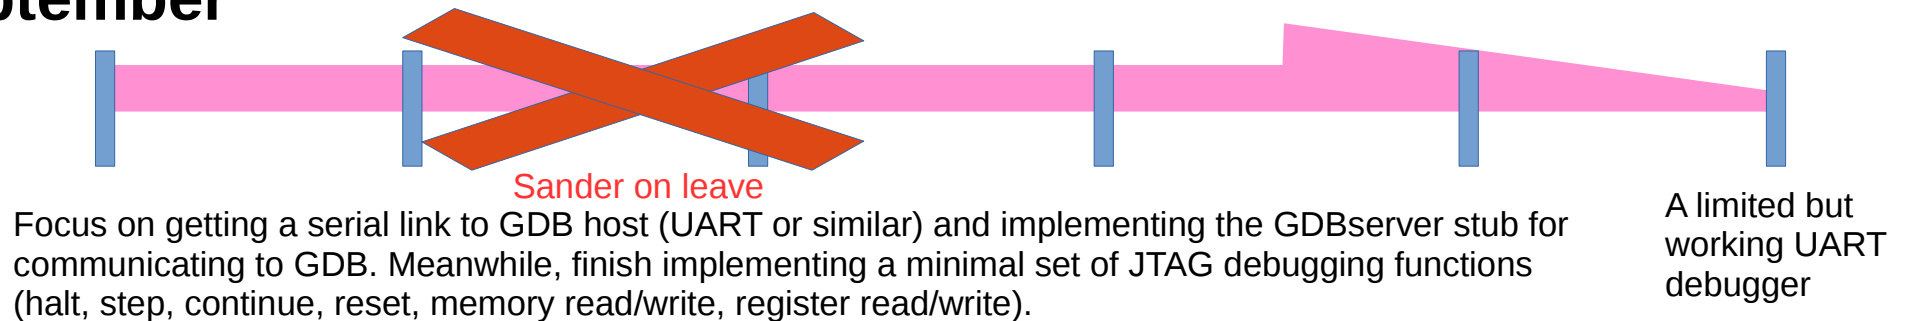 Sander on leave
Focus on getting a serial link to GDB host (UART or similar) and implementing the GDBserver stub for
communicating to GDB. Meanwhile, finish implementing a minimal set of JTAG debugging functions
(halt, step, continue, reset, memory read/write, register read/write).
A limited but
working UART
debugger